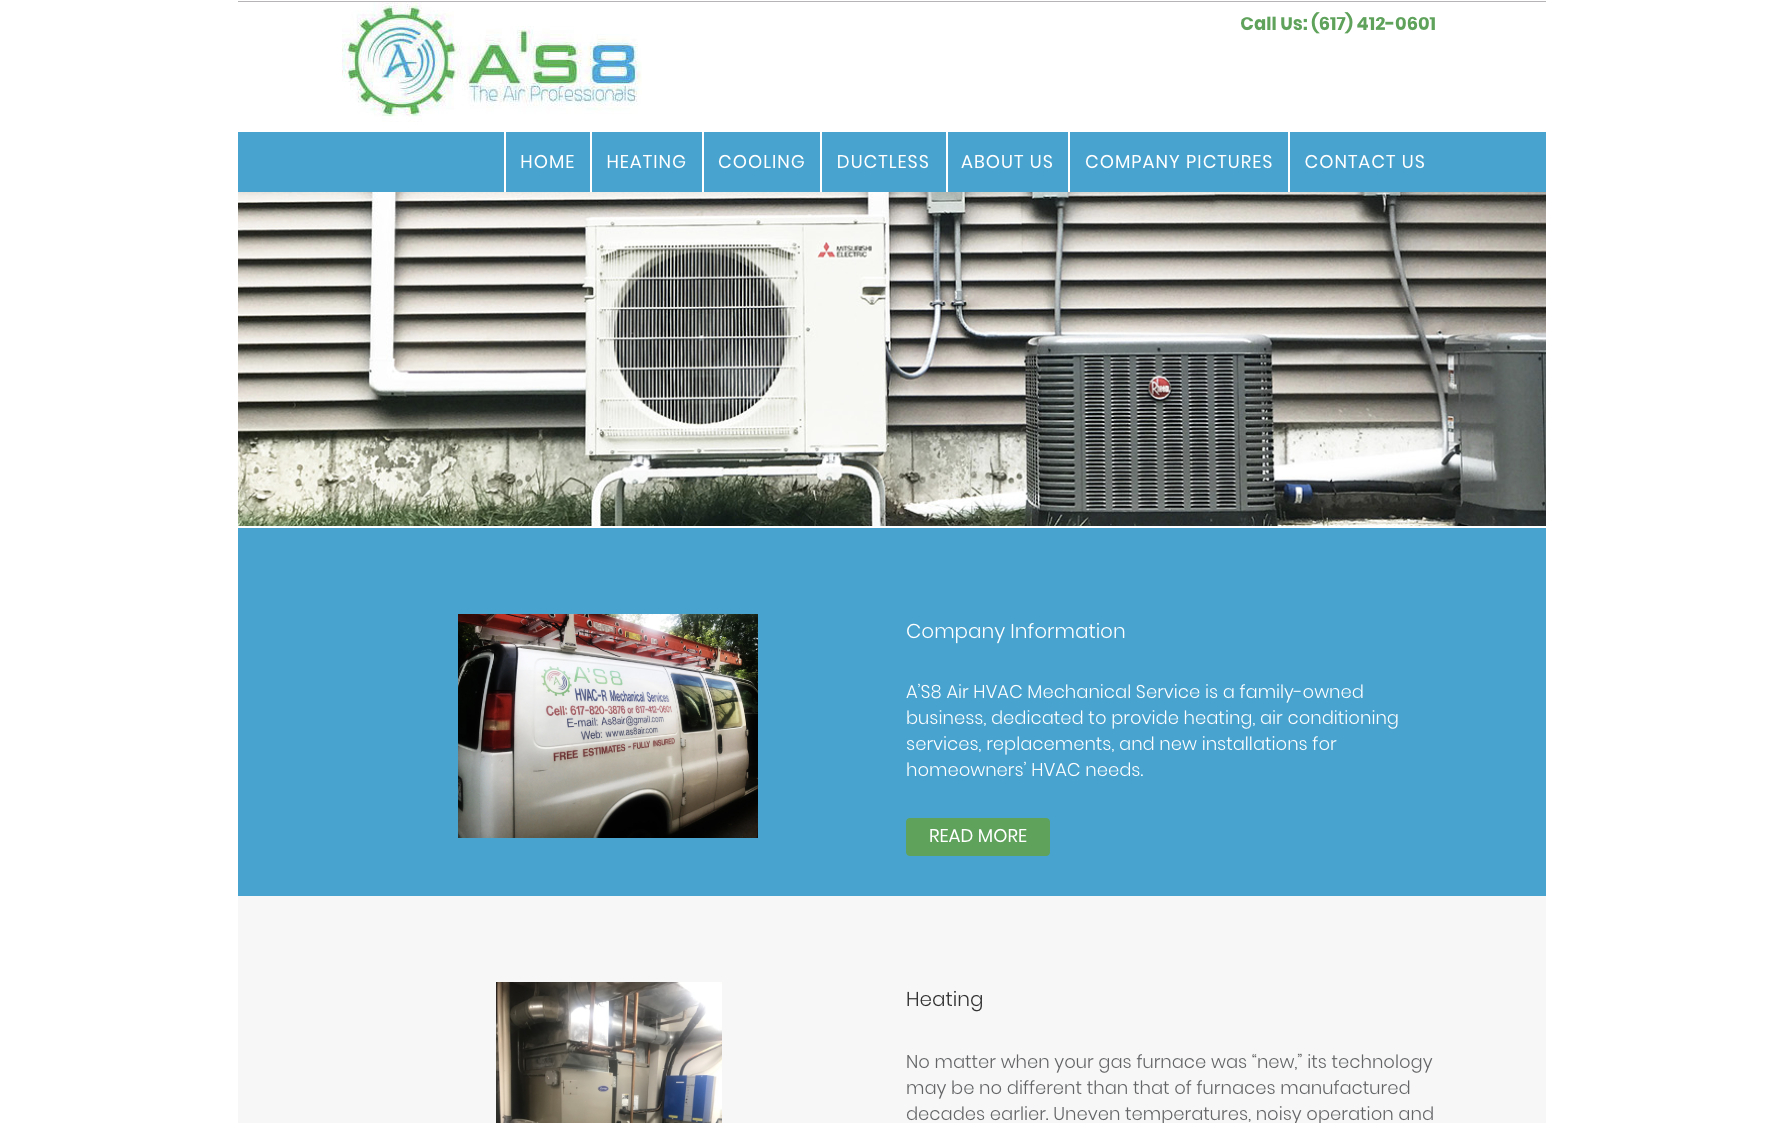 Call Us: (617) 412-0601
A'S8
The Air Professionals
HOME
HEATING
COOLING
DUCTLESS
ABOUT US
COMPANY PICTURES
CONTACT US
MITSUBISHI
ELECTRIC
A'S8
HVAC-R Mechanical Services
Cell: 617-820-3876 or 617-412-0601
E-mail: As8air@gmail.com
Web: www.as8air.com
FREE ESTIMATES - FULLY INSURED
Company Information
A’S8 Air HVAC Mechanical Service is a family-owned
business, dedicated to provide heating, air conditioning
services, replacements, and new installations for
homeowners’ HVAC needs.
READ MORE
Heating
No matter when your gas furnace was “new,” its technology
may be no different than that of furnaces manufactured
decades earlier. Uneven temperatures, noisy operation and